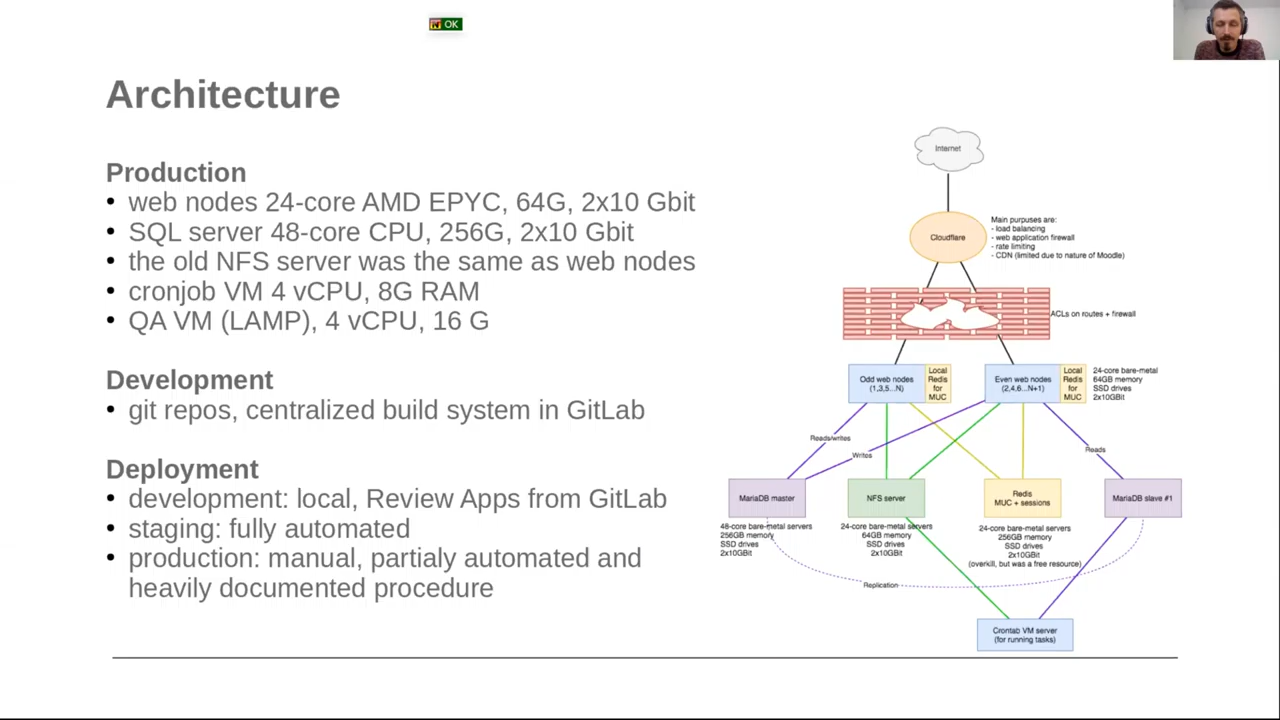 OK
Architecture
Production
• web nodes 24-core AMD EPYC, 64G, 2x10 Gbit
• SQL server 48-core CPU, 256G, 2x10 Gbit
• the old NFS server was the same as web nodes
• cronjob VM 4 vCPU, 8G RAM
• QA VM (LAMP), 4 vCPU, 16 G
Development
• git repos, centralized build system in GitLab
Deployment
• development: local, Review Apps from GitLab
• staging: fully automated
• production: manual, partialy automated and
heavily documented procedure
Internet
Cloudflare
Main purpuses are:
- load balancing
- web application firewall
- rate limiting
- CDN (limited due to nature of Moodle)
ACLs on routes + firewall
Odd web nodes
(1,3,5...N)
Local
Redis
for
MUC
Even web nodes
(2,4,6...N+1)
Local
Redis
for
MUC
24-core bare-metal
64GB memory
SSD drives
2x10GBit
Reads/writes
Writes
Reads
MariaDB master
NFS server
Redis
MUC + sessions
MariaDB slave #1
48-core bare-metal servers
256GB memory
SSD drives
2x10GBit
24-core bare-metal servers
64GB memory
SSD drives
2x10GBit
24-core bare-metal servers
256GB memory
SSD drives
2x10GBit
(overkill, but was a free resource)
Replication
Crontab VM server
(for running tasks)